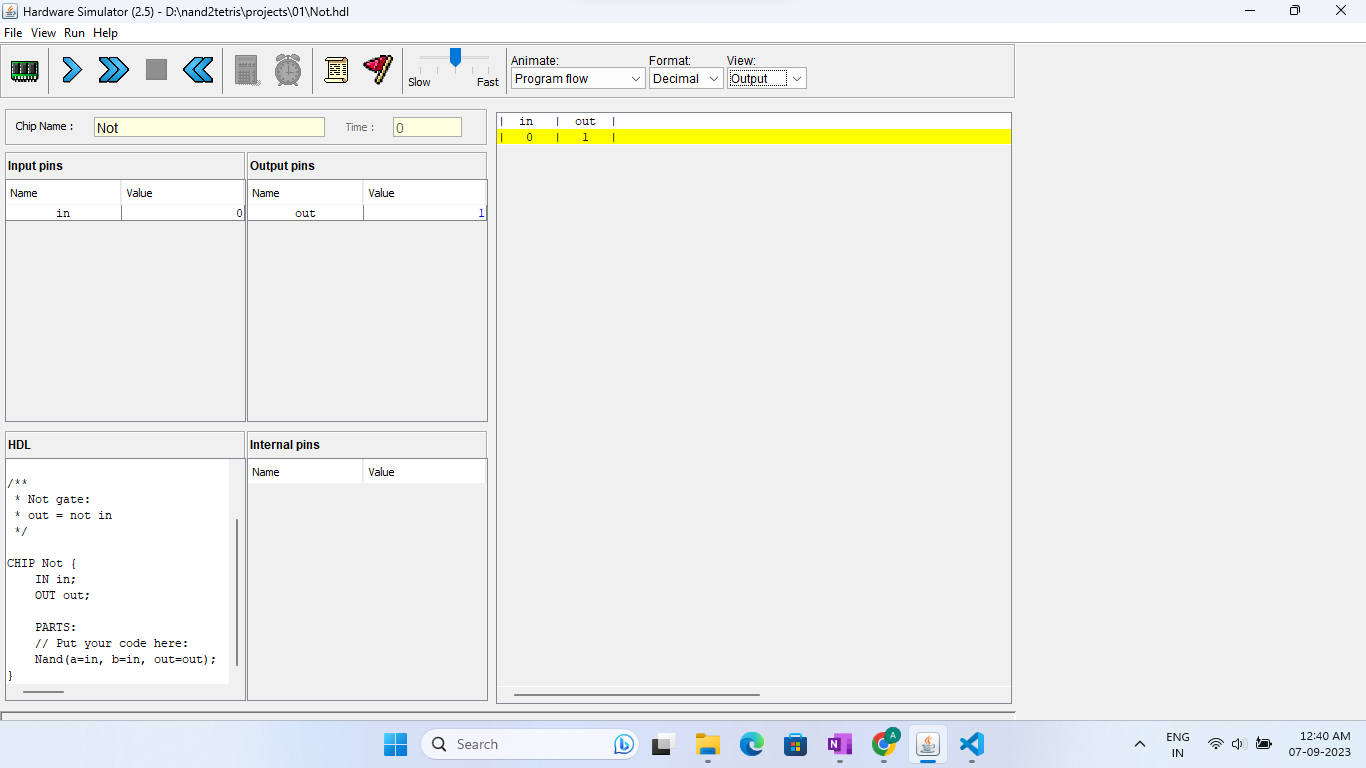 Hardware Simulator (2.5) - D:\nand2tetris\projects\01\Not.hdl
File View Run Help
Slow Fast
Animate: Format: View:
Program flow Decimal Output
Chip Name : Not Time : 0
| in | out |
| 0 | 1 |
Input pins Output pins
Name Value Name Value
in 0 out 1
HDL Internal pins
Name Value
/**
* Not gate:
* out = not in
*/
CHIP Not {
IN in;
OUT out;
PARTS:
// Put your code here:
Nand(a=in, b=in, out=out);
}
Search
N
A
ENG
IN
12:40 AM
07-09-2023